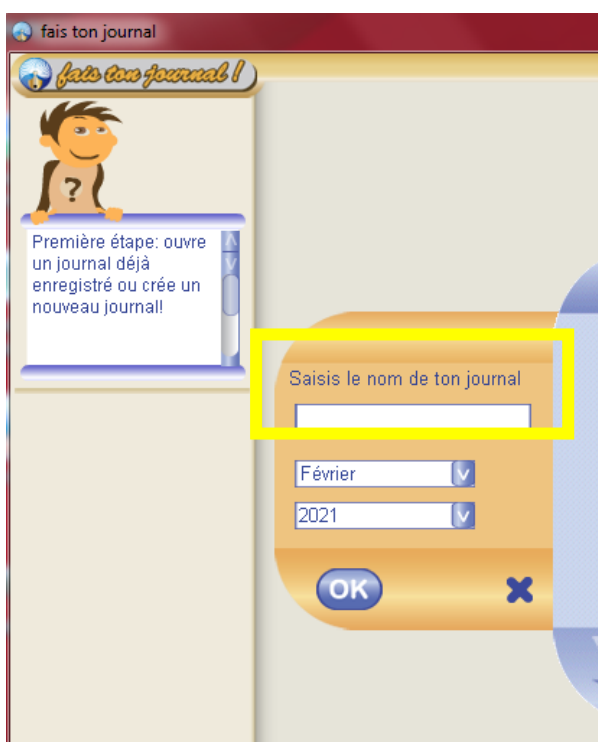 fais ton journal
fais ton journal !
?
Première étape: ouvre
un journal déjà
enregistré ou crée un
nouveau journal!
Saisis le nom de ton journal
Février
2021
OK